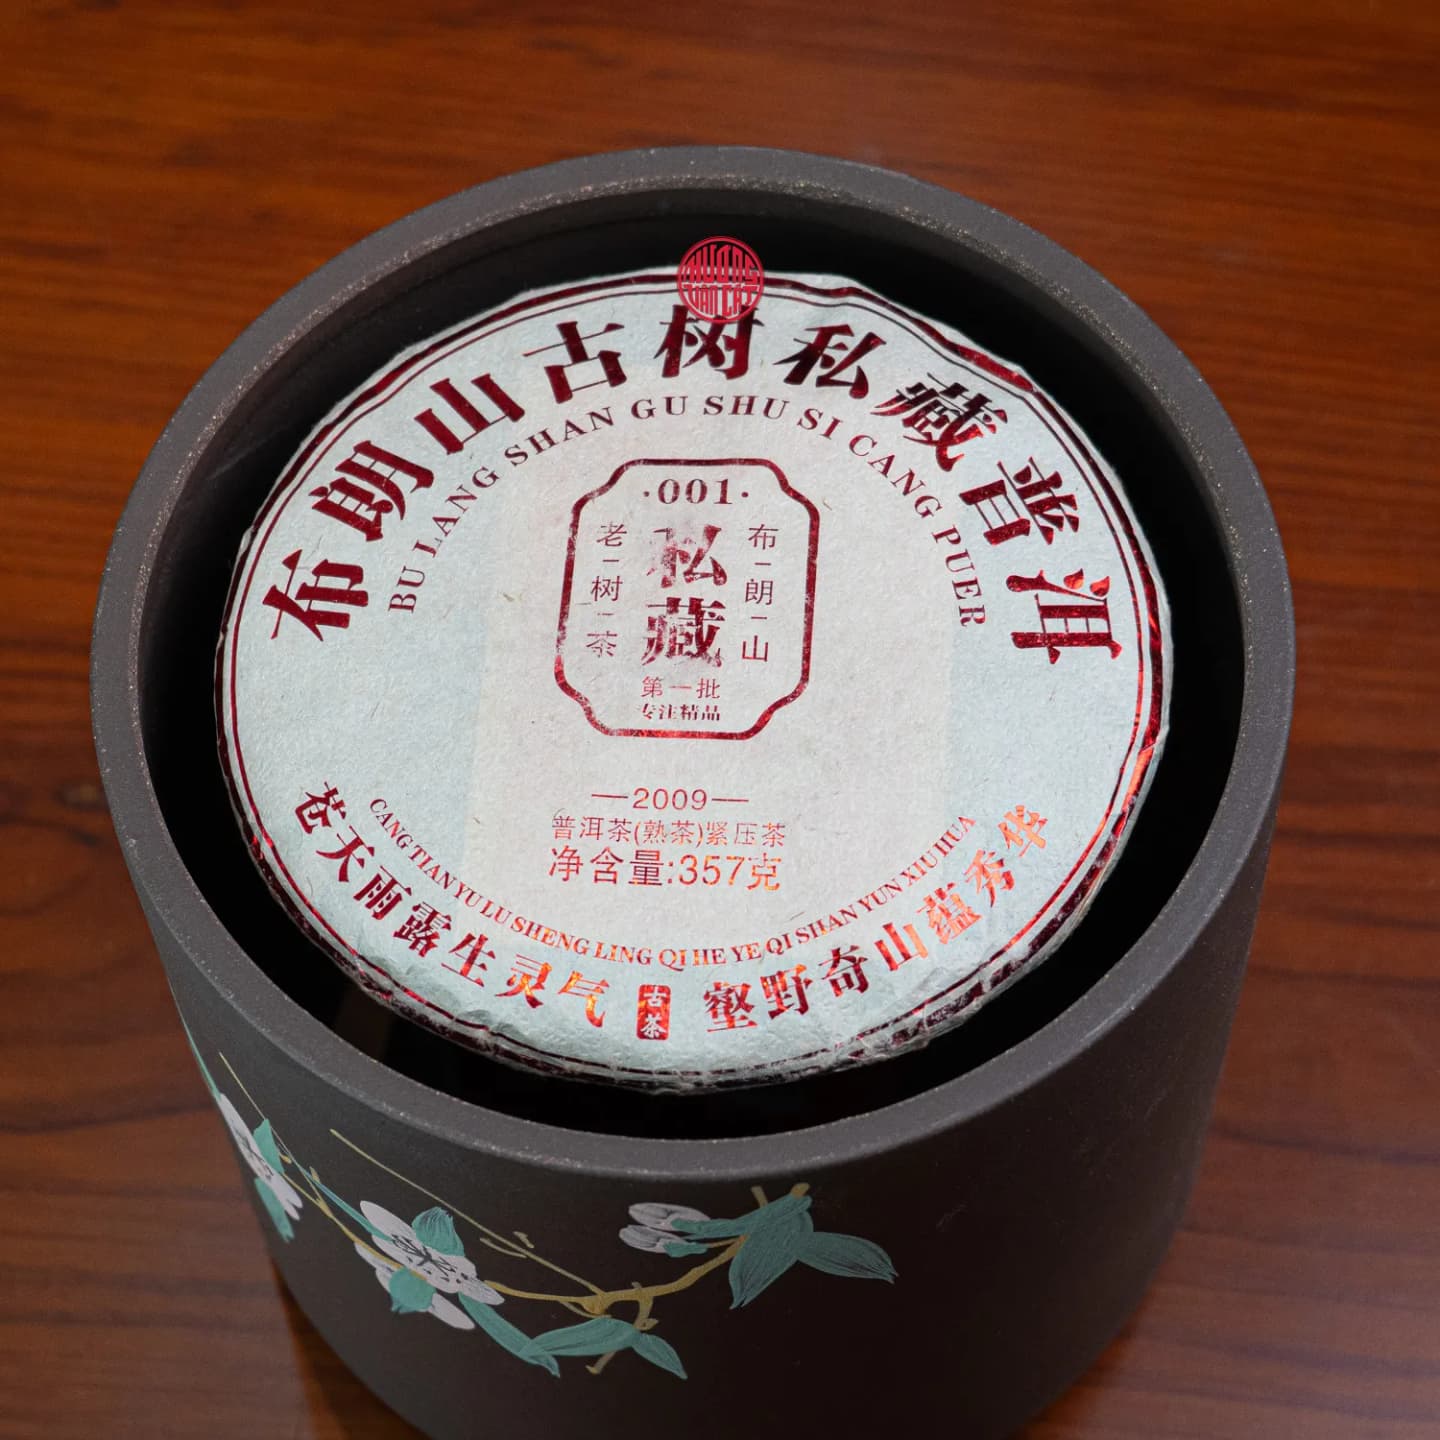 布朗山古树私藏普洱
BU LANG SHAN GU SHU SI CANG PUER
·001·
布朗山
私藏
老树茶
第一批
专注精品
—2009—
普洱茶(熟茶)紧压茶
净含量:357克
CANG TIAN YU LU SHENG LING QI HE YE QI SHAN YUN XIU HUA
苍天雨露生灵气
古茶
壑野奇山蕴秀华